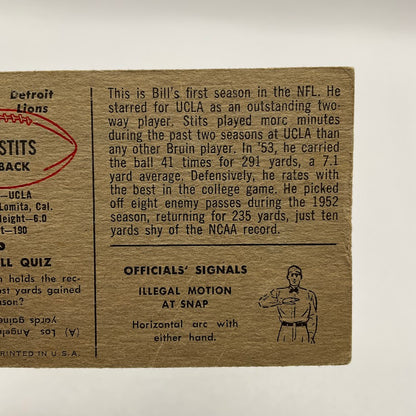 Detroit
Lions
STITS
BACK
—UCLA
Lomita, Cal.
eight—6.0
t—190
LL QUIZ
holds the rec-
st yards gained
ason?
(A) Los Angele
yards gaine
RINTED IN U.S.A.
This is Bill's first season in the NFL. He
starred for UCLA as an outstanding two-
way player. Stits played more minutes
during the past two seasons at UCLA than
any other Bruin player. In '53, he carried
the ball 41 times for 291 yards, a 7.1
yard average. Defensively, he rates with
the best in the college game. He picked
off eight enemy passes during the 1952
season, returning for 235 yards, just ten
yards shy of the NCAA record.
OFFICIALS' SIGNALS
ILLEGAL MOTION
AT SNAP
Horizontal arc with
either hand.